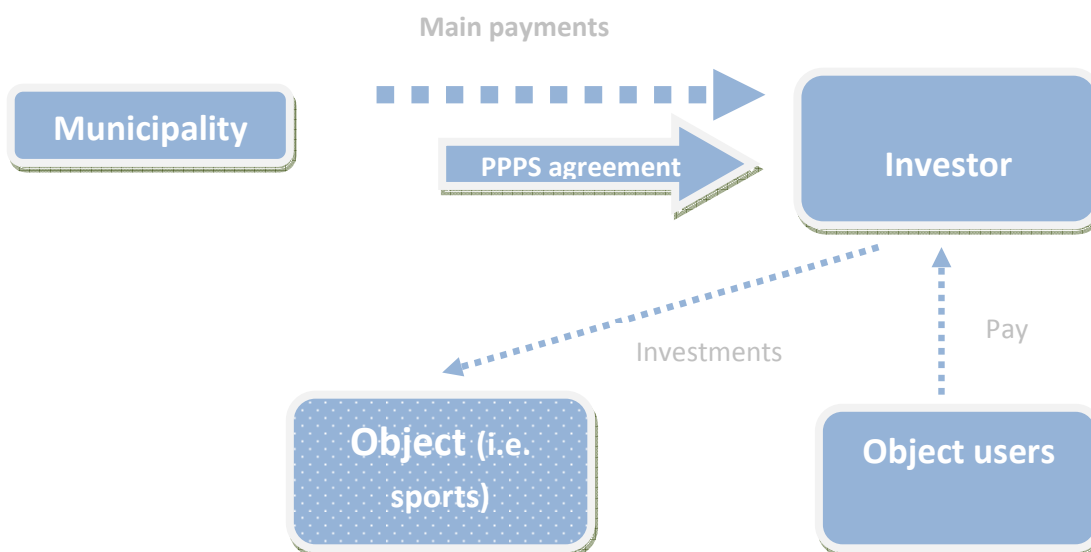 Main payments
Municipality
PPPS agreement
Investor
Investments
Pay
Object (i.e.
sports)
Object users